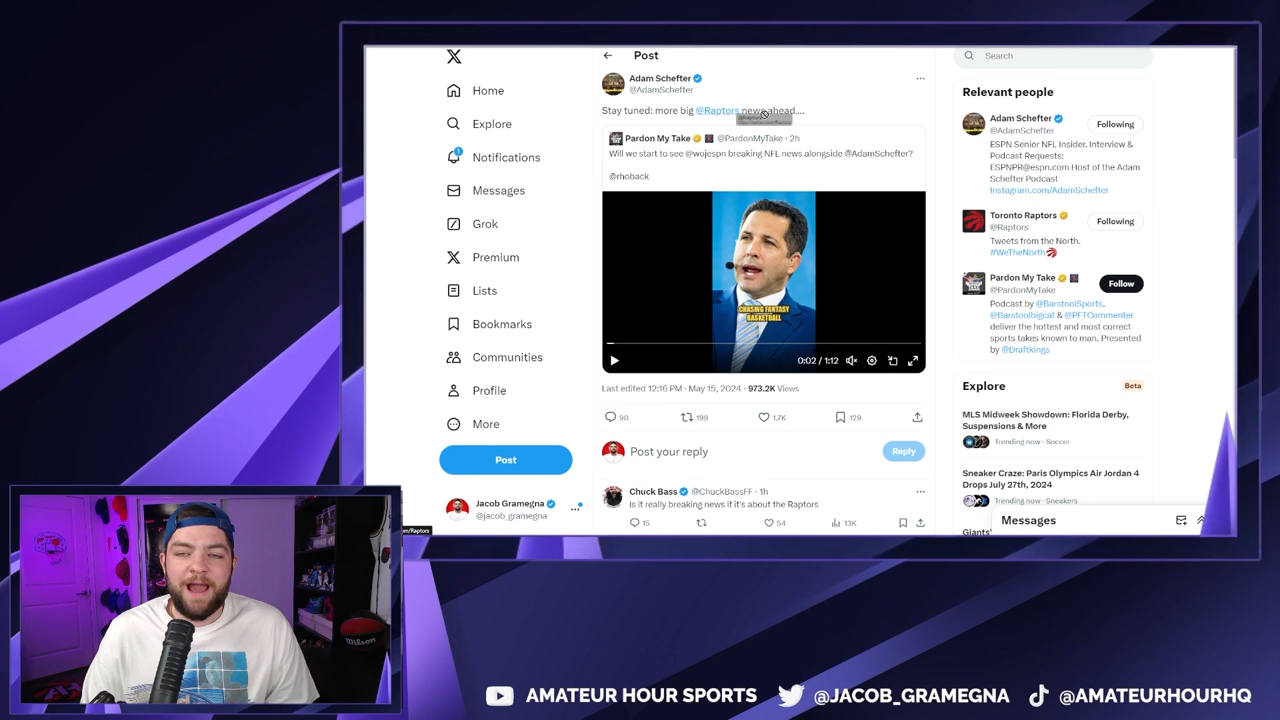 Post
Search
Home
Explore
Notifications
1
Messages
Grok
Premium
Lists
Bookmarks
Communities
Profile
More
Post
Jacob Gramegna
@jacob_gramegna
Adam Schefter
@AdamSchefter
Stay tuned: more big @Raptors news ahead....
Pardon My Take @PardonMyTake · 2h
Will we start to see @wojespn breaking NFL news alongside @AdamSchefter?
@rhoback
CHASING FANTASY
BASKETBALL
0:02 / 1:12
Last edited 12:16 PM · May 15, 2024 · 973.2K Views
90 199 1.7K 129
Post your reply
Reply
Chuck Bass @ChuckBassFF · 1h
Is it really breaking news if it's about the Raptors
15 54 13K
Relevant people
Adam Schefter
@AdamSchefter
Following
ESPN Senior NFL Insider. Interview &
Podcast Requests:
ESPNPR@espn.com Host of the Adam
Schefter Podcast
Instagram.com/AdamSchefter
Toronto Raptors
@Raptors
Following
Tweets from the North.
#WeTheNorth
Pardon My Take
@PardonMyTake
Follow
Podcast by @BarstoolSports,
@Barstoolbigcat & @PFTCommenter
deliver the hottest and most correct
sports takes known to man. Presented
by @Draftkings
Explore
Beta
MLS Midweek Showdown: Florida Derby,
Suspensions & More
Trending now · Soccer
Sneaker Craze: Paris Olympics Air Jordan 4
Drops July 27th, 2024
Trending now · Sneakers
Giants'
Messages
m/Raptors
Wilson
AMATEUR HOUR SPORTS @JACOB_GRAMEGNA @AMATEURHOURHQ